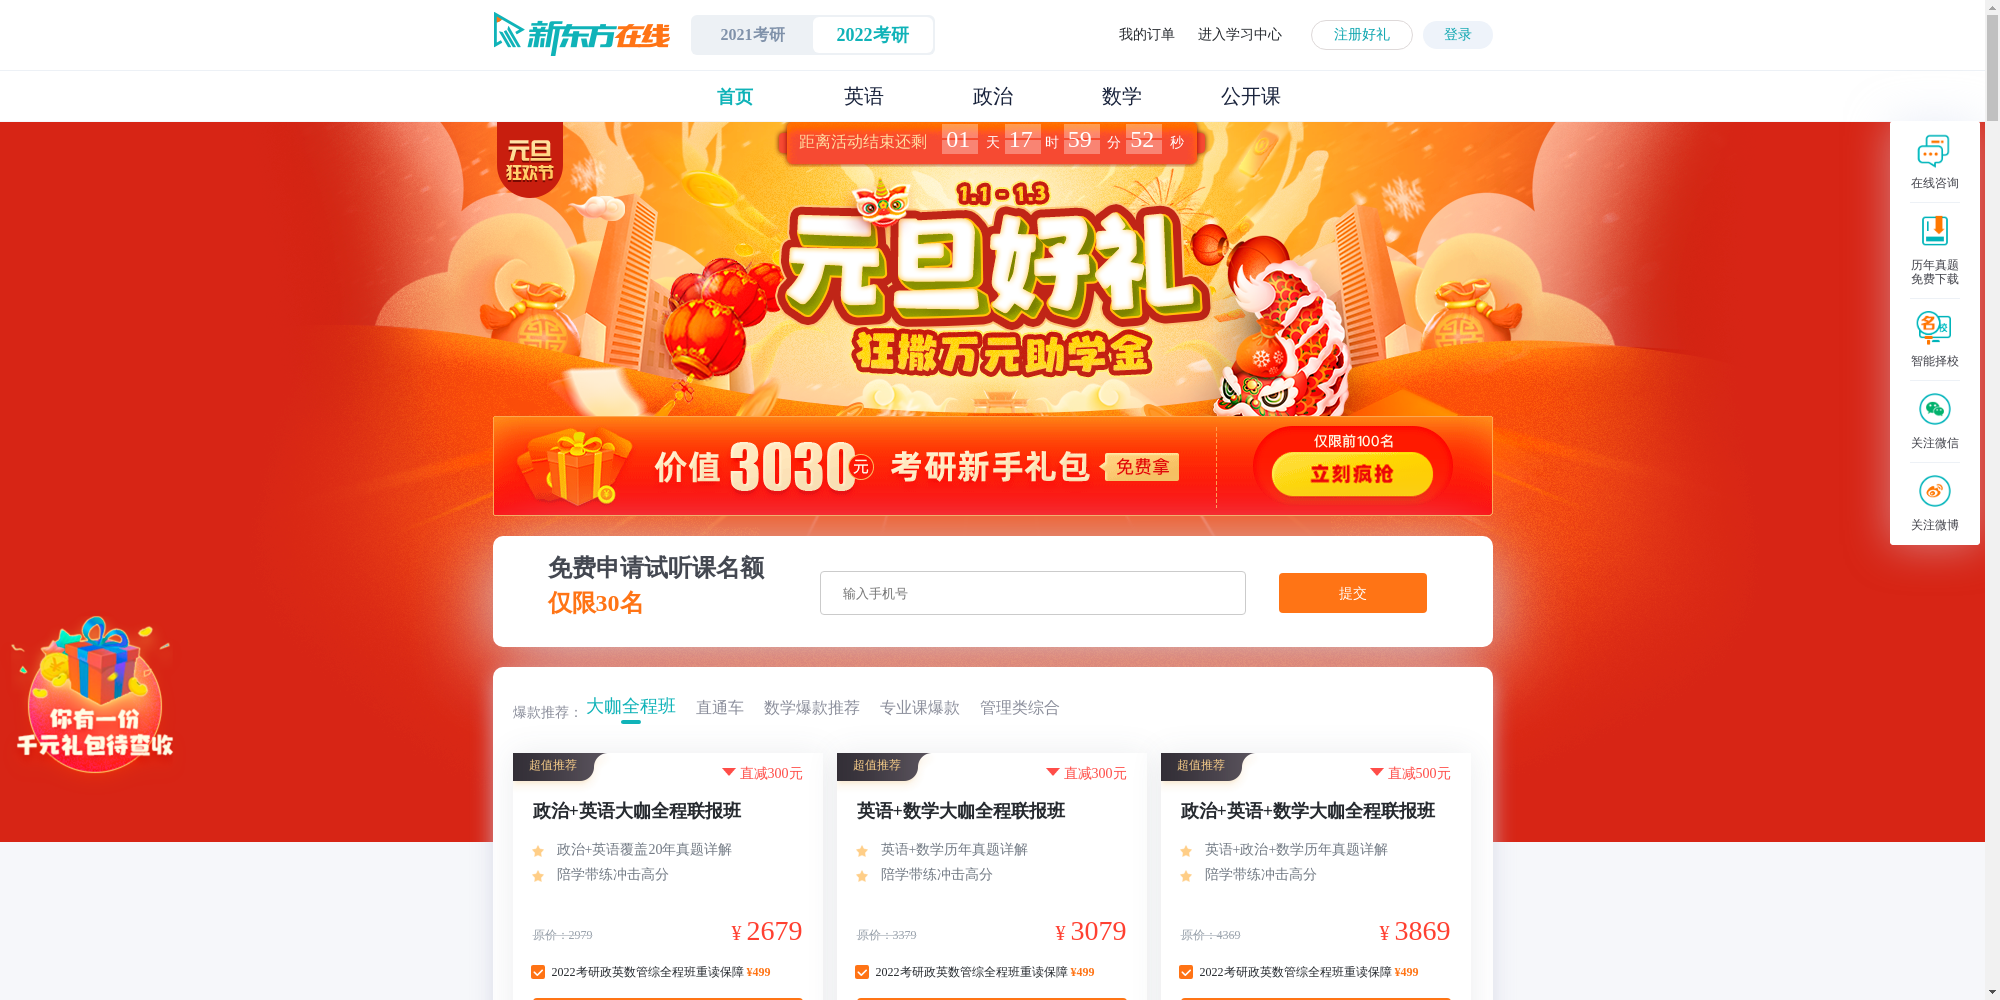 新东方在线
2021考研 2022考研
我的订单 进入学习中心 注册好礼 登录
首页 英语 政治 数学 公开课
元旦
狂欢节
距离活动结束还剩 01 天 17 时 59 分 52 秒
1.1 - 1.3
元旦好礼
狂撒万元助学金
价值 3030元 考研新手礼包 免费拿
仅限前100名
立刻疯抢
免费申请试听课名额
仅限30名
输入手机号
提交
在线咨询
历年真题
免费下载
名 校
智能择校
关注微信
关注微博
你有一份
千元礼包待查收
爆款推荐： 大咖全程班 直通车 数学爆款推荐 专业课爆款 管理类综合
超值推荐
直减300元
政治+英语大咖全程联报班
政治+英语覆盖20年真题详解
陪学带练冲击高分
原价：2979
¥ 2679
2022考研政英数管综全程班重读保障 ¥499
超值推荐
直减300元
英语+数学大咖全程联报班
英语+数学历年真题详解
陪学带练冲击高分
原价：3379
¥ 3079
2022考研政英数管综全程班重读保障 ¥499
超值推荐
直减500元
政治+英语+数学大咖全程联报班
英语+政治+数学历年真题详解
陪学带练冲击高分
原价：4369
¥ 3869
2022考研政英数管综全程班重读保障 ¥499